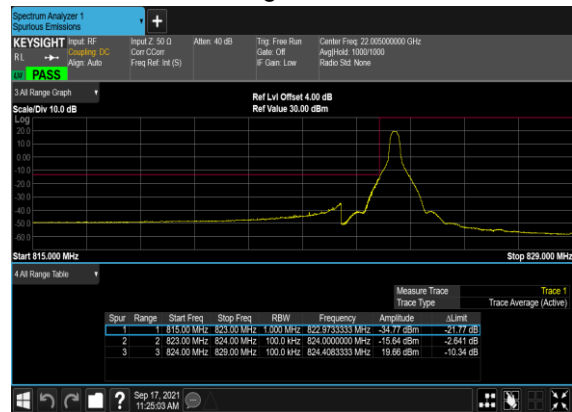 Spectrum Analyzer 1
Spurious Emissions
KEYSIGHT Input: RF Input Z: 50 Ω Atten: 40 dB Trig: Free Run Center Freq: 22.005000000 GHz
RL Coupling: DC Corr CCorr Gate: Off Avg|Hold: 1000/1000
Align: Auto Freq Ref: Int (S) IF Gain: Low Radio Std: None
PASS
3 All Range Graph
Scale/Div 10.0 dB Ref Lvl Offset 4.00 dB
Ref Value 30.00 dBm
Log
20.0
10.0
0.00
-10.0
-20.0
-30.0
-40.0
-50.0
-60.0
Start 815.000 MHz Stop 829.000 MHz
4 All Range Table
Measure Trace Trace 1
Trace Type Trace Average (Active)
Spur Range Start Freq Stop Freq RBW Frequency Amplitude ΔLimit
1 1 815.00 MHz 823.00 MHz 1.000 MHz 822.9733333 MHz -34.77 dBm -21.77 dB
2 2 823.00 MHz 824.00 MHz 100.0 kHz 824.0000000 MHz -15.64 dBm -2.641 dB
3 3 824.00 MHz 829.00 MHz 100.0 kHz 824.4083333 MHz 19.66 dBm -10.34 dB
? Sep 17, 2021
11:25:03 AM